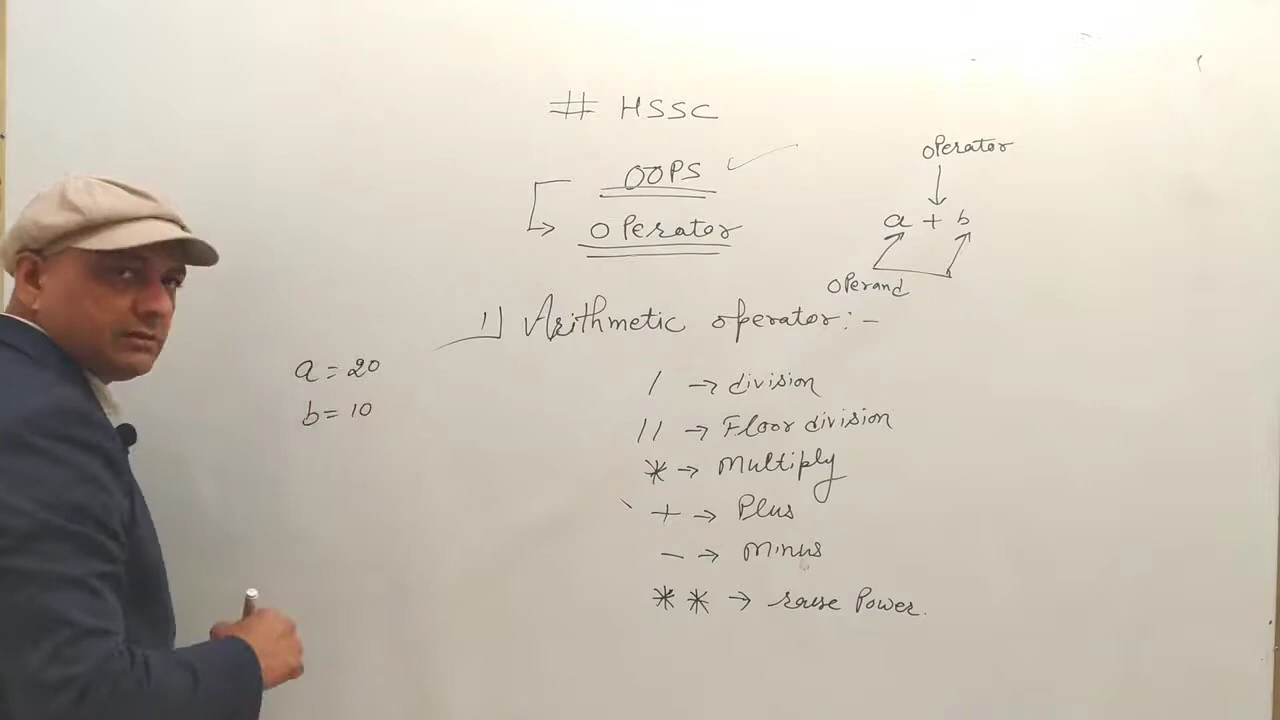 # HSSC
OOPS
operator
operator
a + b
operand
1) Arithmetic operator:-
a = 20
b = 10
/ → division
// → Floor division
* → Multiply
+ → Plus
- → Minus
** → raise Power.